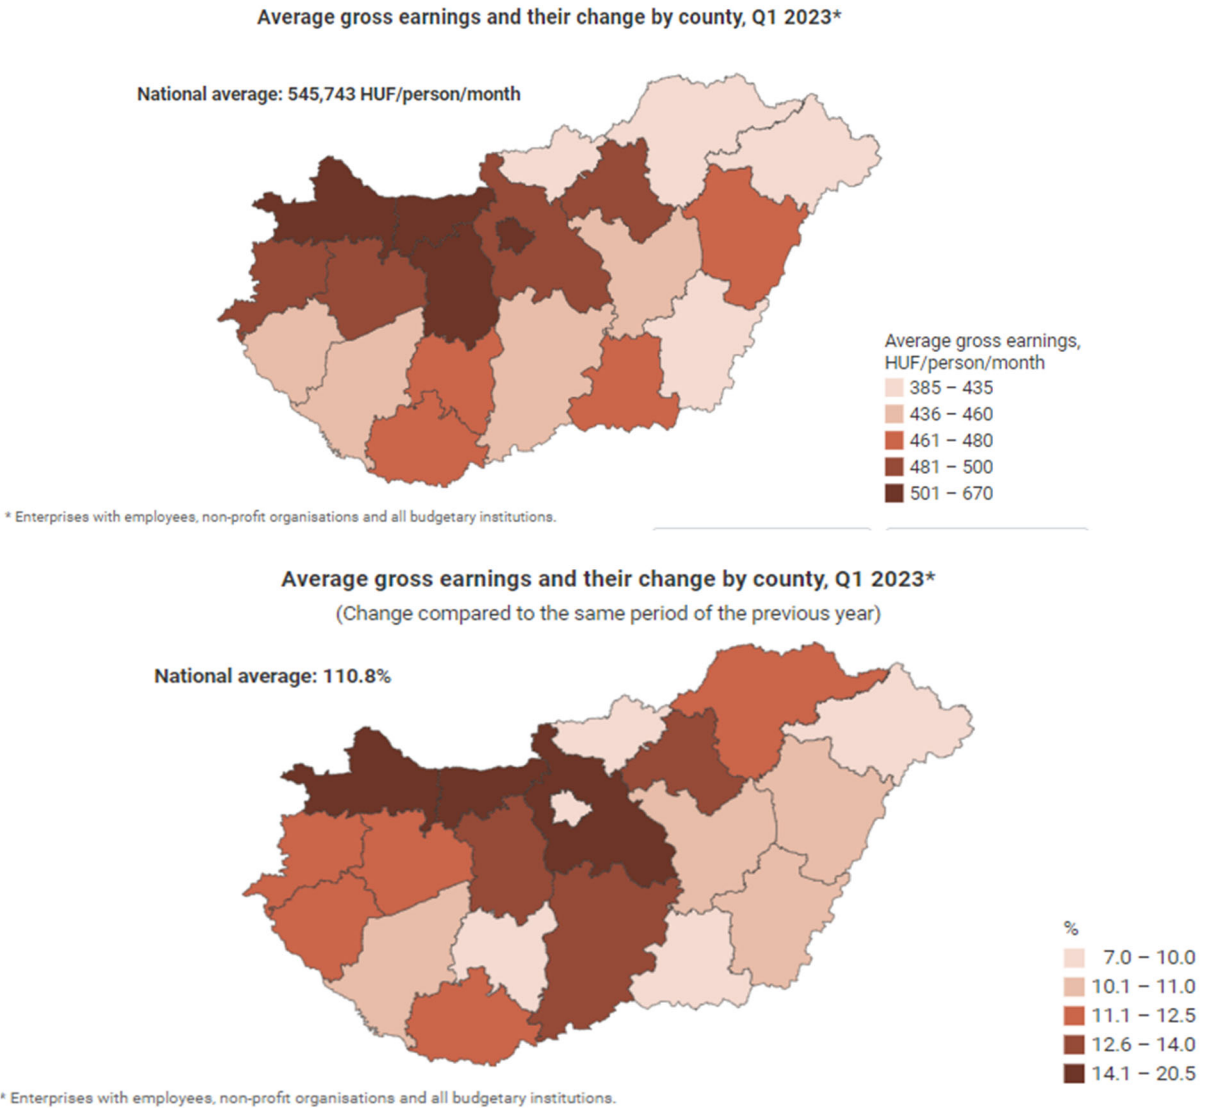 Average gross earnings and their change by county, Q1 2023*
National average: 545,743 HUF/person/month
Average gross earnings,
HUF/person/month
385 – 435
436 – 460
461 – 480
481 – 500
501 – 670
* Enterprises with employees, non-profit organisations and all budgetary institutions.
Average gross earnings and their change by county, Q1 2023*
(Change compared to the same period of the previous year)
National average: 110.8%
%
7.0 – 10.0
10.1 – 11.0
11.1 – 12.5
12.6 – 14.0
14.1 – 20.5
* Enterprises with employees, non-profit organisations and all budgetary institutions.